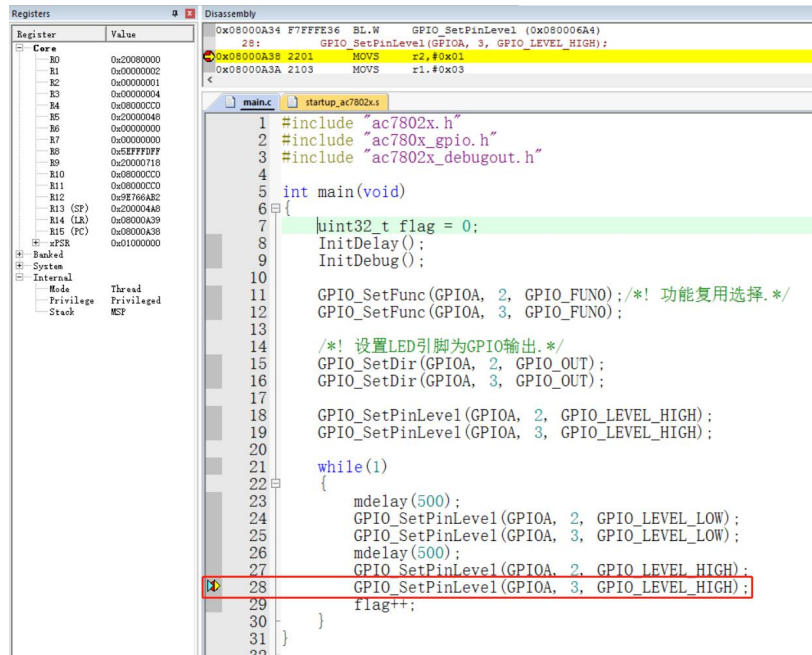 Registers
Register Value
Core
R0 0x20080000
R1 0x00000002
R2 0x00000001
R3 0x00000004
R4 0x08000CC0
R5 0x20000048
R6 0x00000000
R7 0x00000000
R8 0x5EFFFDFF
R9 0x20000718
R10 0x08000CC0
R11 0x08000CC0
R12 0x9E766AB2
R13 (SP) 0x200004A8
R14 (LR) 0x08000A39
R15 (PC) 0x08000A38
xPSR 0x01000000
Banked
System
Internal
Mode Thread
Privilege Privileged
Stack MSP
Disassembly
0x08000A34 F7FFFE36 BL.W GPIO_SetPinLevel (0x080006A4)
28: GPIO_SetPinLevel(GPIOA, 3, GPIO_LEVEL_HIGH);
0x08000A38 2201 MOVS r2,#0x01
0x08000A3A 2103 MOVS r1,#0x03
main.c startup_ac7802x.s
1 #include "ac7802x.h"
2 #include "ac780x_gpio.h"
3 #include "ac7802x_debugout.h"
4
5 int main(void)
6 {
7 uint32_t flag = 0;
8 InitDelay();
9 InitDebug();
10
11 GPIO_SetFunc(GPIOA, 2, GPIO_FUN0);/*! 功能复用选择.*/
12 GPIO_SetFunc(GPIOA, 3, GPIO_FUN0);
13
14 /*! 设置LED引脚为GPIO输出.*/
15 GPIO_SetDir(GPIOA, 2, GPIO_OUT);
16 GPIO_SetDir(GPIOA, 3, GPIO_OUT);
17
18 GPIO_SetPinLevel(GPIOA, 2, GPIO_LEVEL_HIGH);
19 GPIO_SetPinLevel(GPIOA, 3, GPIO_LEVEL_HIGH);
20
21 while(1)
22 {
23 mdelay(500);
24 GPIO_SetPinLevel(GPIOA, 2, GPIO_LEVEL_LOW);
25 GPIO_SetPinLevel(GPIOA, 3, GPIO_LEVEL_LOW);
26 mdelay(500);
27 GPIO_SetPinLevel(GPIOA, 2, GPIO_LEVEL_HIGH);
28 GPIO_SetPinLevel(GPIOA, 3, GPIO_LEVEL_HIGH);
29 flag++;
30 }
31 }
32